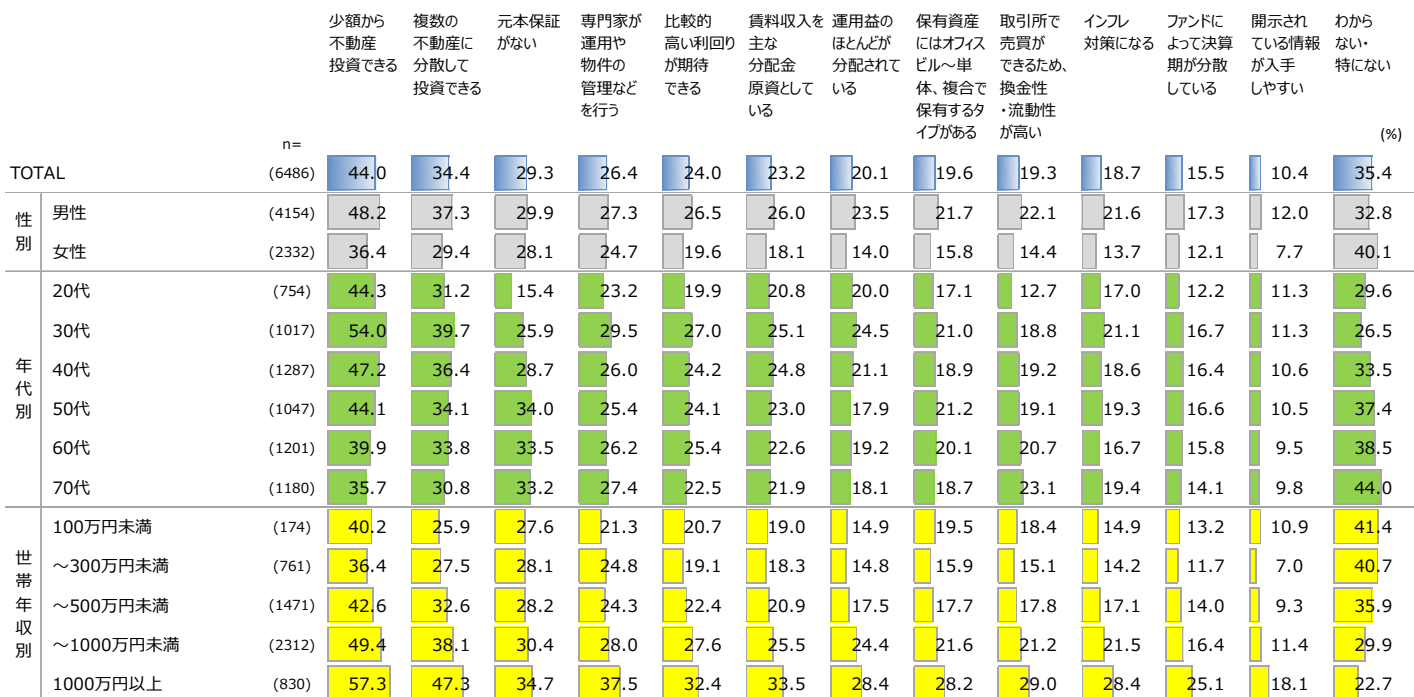 少額から 複数の 元本保証 専門家が 比較的 賃料収入を 運用益の 保有資産 取引所で インフレ ファンドに 開示され わから
不動産 不動産に がない 運用や 高い利回り 主な ほとんどが にはオフィス 売買が 対策になる よって決算 ている情報 ない・
投資できる 分散して 物件の が期待 分配金 分配されて ビル～単 できるため、 期が分散 が入手 特にない
投資できる 管理など できる 原資として いる 体、複合で 換金性 している しやすい
を行う いる 保有するタ ・流動性
イプがある が高い (%)
n=
TOTAL (6486) 44.0 34.4 29.3 26.4 24.0 23.2 20.1 19.6 19.3 18.7 15.5 10.4 35.4
性別
男性 (4154) 48.2 37.3 29.9 27.3 26.5 26.0 23.5 21.7 22.1 21.6 17.3 12.0 32.8
女性 (2332) 36.4 29.4 28.1 24.7 19.6 18.1 14.0 15.8 14.4 13.7 12.1 7.7 40.1
年代別
20代 (754) 44.3 31.2 15.4 23.2 19.9 20.8 20.0 17.1 12.7 17.0 12.2 11.3 29.6
30代 (1017) 54.0 39.7 25.9 29.5 27.0 25.1 24.5 21.0 18.8 21.1 16.7 11.3 26.5
40代 (1287) 47.2 36.4 28.7 26.0 24.2 24.8 21.1 18.9 19.2 18.6 16.4 10.6 33.5
50代 (1047) 44.1 34.1 34.0 25.4 24.1 23.0 17.9 21.2 19.1 19.3 16.6 10.5 37.4
60代 (1201) 39.9 33.8 33.5 26.2 25.4 22.6 19.2 20.1 20.7 16.7 15.8 9.5 38.5
70代 (1180) 35.7 30.8 33.2 27.4 22.5 21.9 18.1 18.7 23.1 19.4 14.1 9.8 44.0
世帯年収別
100万円未満 (174) 40.2 25.9 27.6 21.3 20.7 19.0 14.9 19.5 18.4 14.9 13.2 10.9 41.4
～300万円未満 (761) 36.4 27.5 28.1 24.8 19.1 18.3 14.8 15.9 15.1 14.2 11.7 7.0 40.7
～500万円未満 (1471) 42.6 32.6 28.2 24.3 22.4 20.9 17.5 17.7 17.8 17.1 14.0 9.3 35.9
～1000万円未満 (2312) 49.4 38.1 30.4 28.0 27.6 25.5 24.4 21.6 21.2 21.5 16.4 11.4 29.9
1000万円以上 (830) 57.3 47.3 34.7 37.5 32.4 33.5 28.4 28.2 29.0 28.4 25.1 18.1 22.7